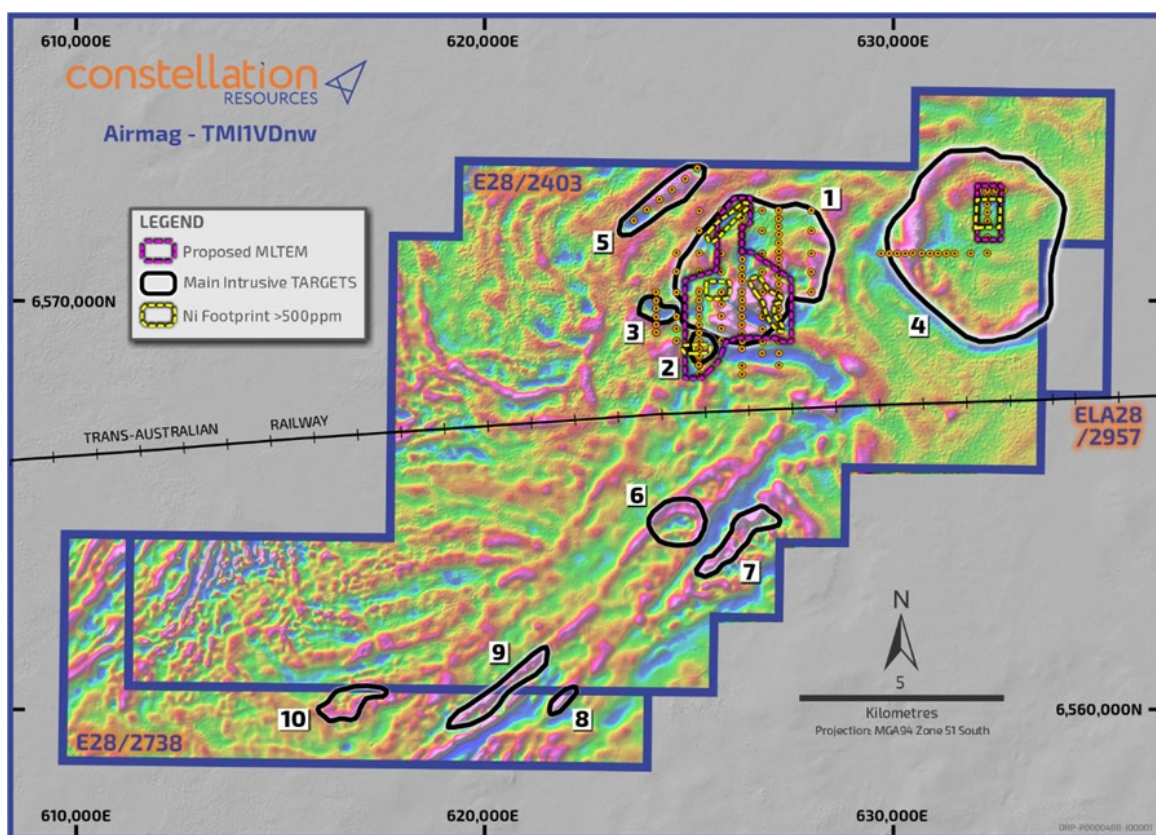 610,000E
620,000E
630,000E
constellation
RESOURCES
Airmag - TMI1VDnw
E28/2403
1
5
LEGEND
Proposed MLTEM
Main Intrusive TARGETS
Ni Footprint >500ppm
6,570,000N
3
4
2
TRANS-AUSTRALIAN RAILWAY
ELA28
/2957
6
7
N
9
5
10
8
Kilometres
6,560,000N
Projection: MGA94 Zone 51 South
E28/2738
610,000E
620,000E
630,000E